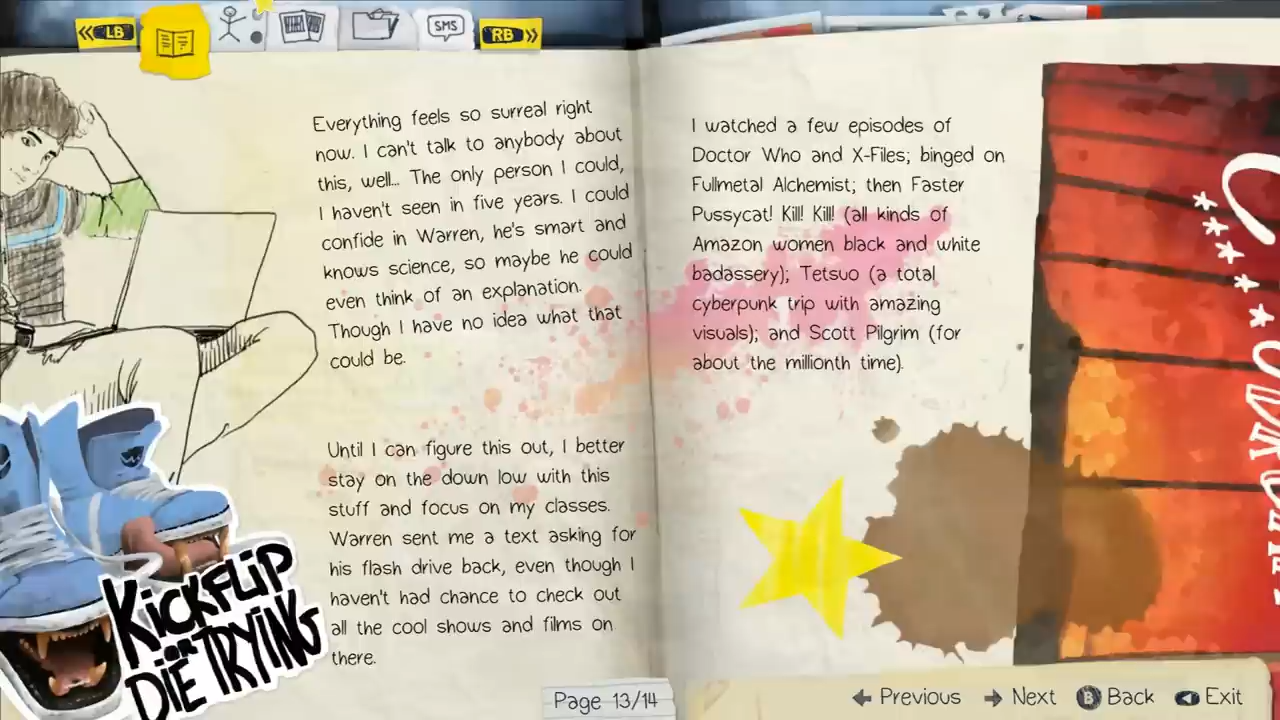 LB
SMS
RB
Everything feels so surreal right
now. I can't talk to anybody about
this, well... The only person I could,
I haven't seen in five years. I could
confide in Warren, he's smart and
knows science, so maybe he could
even think of an explanation.
Though I have no idea what that
could be.
Until I can figure this out, I better
stay on the down low with this
stuff and focus on my classes.
Warren sent me a text asking for
his flash drive back, even though I
haven't had chance to check out
all the cool shows and films on
there.
KICKFLIP
OR
DIE TRYING
I watched a few episodes of
Doctor Who and X-Files; binged on
Fullmetal Alchemist; then Faster
Pussycat! Kill! Kill! (all kinds of
Amazon women black and white
badassery); Tetsuo (a total
cyberpunk trip with amazing
visuals); and Scott Pilgrim (for
about the millionth time).
Page 13/14
Previous
Next
B Back
Exit